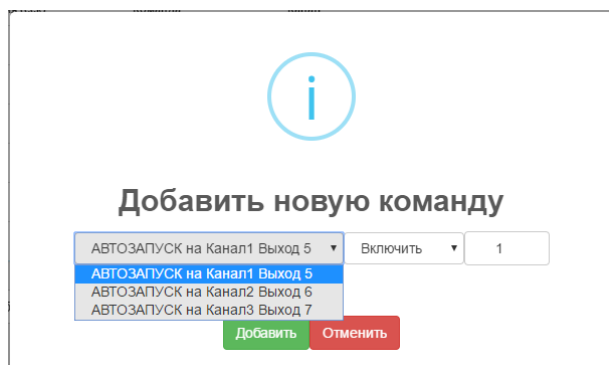 i
Добавить новую команду
АВТОЗАПУСК на Канал1 Выход 5 Включить 1
АВТОЗАПУСК на Канал1 Выход 5
АВТОЗАПУСК на Канал2 Выход 6
АВТОЗАПУСК на Канал3 Выход 7
Добавить Отменить